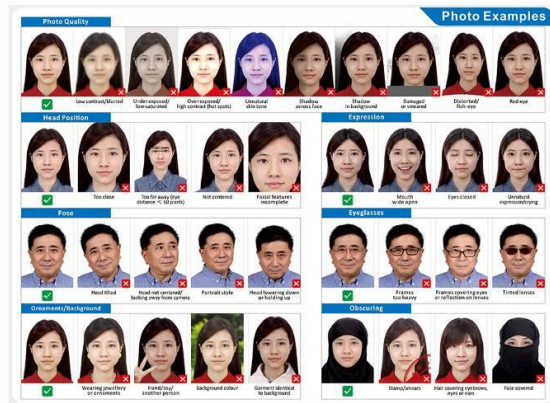 Photo Examples
Photo Quality
Low contrast/blurred
Under-exposed/
low-saturated
Over-exposed/
high contrast (hot spots)
Unnatural
skin tone
Shadow
across face
Shadow
in background
Damaged
or smeared
Distorted/
fish-eye
Red-eye
Head Position
Too close
Too far away (eye
distance < 60 pixels)
Not centered
Facial features
incomplete
Expression
Mouth
wide open
Eyes closed
Unnatural
expression/crying
Pose
Head tilted
Head not centered/
looking away from camera
Portrait style
Head lowering down
or holding up
Eyeglasses
Frames
too heavy
Frames covering eyes
or reflection on lenses
Tinted lenses
Ornaments/Background
Wearing jewellery
or ornaments
Hand/toy/
another person
Background colour
Garment identical
to background
Obscuring
Stamp/smears
Hair covering eyebrows,
eyes or ears
Face covered